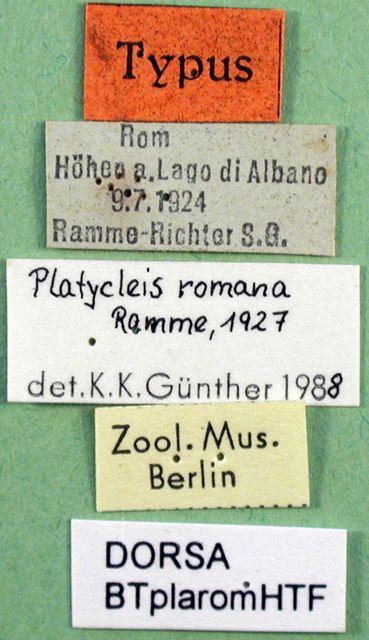 Typus
Rom
Höhen a. Lago di Albano
9.7.1924
Ramme-Richter S.G.
Platycleis romana
Ramme, 1927
det. K. K. Günther 1988
Zool. Mus.
Berlin
DORSA
BTplaromHTF